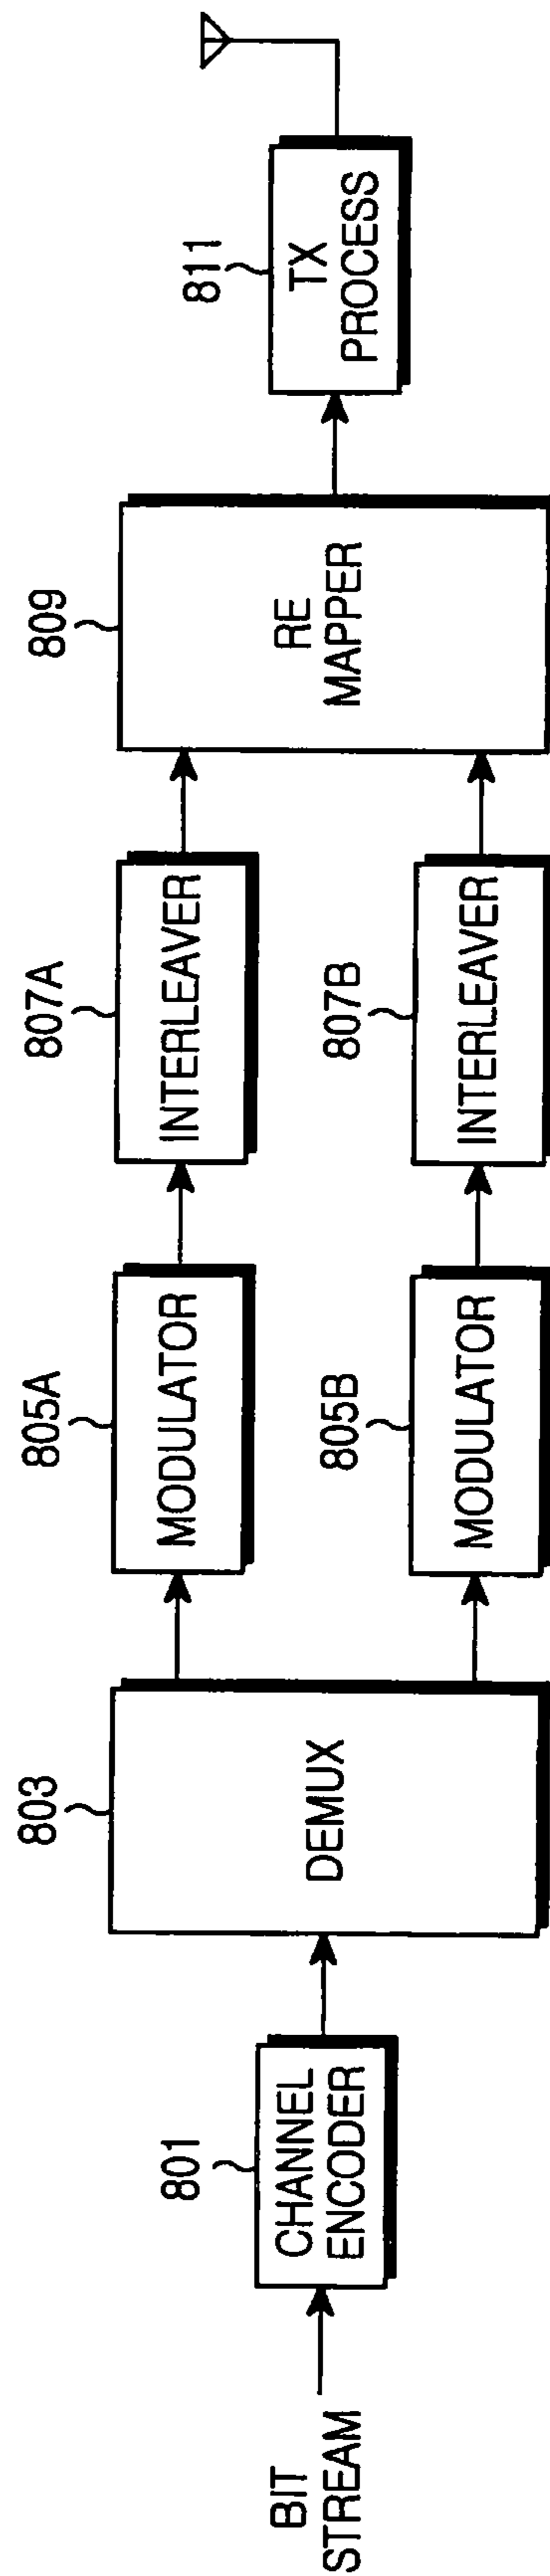 BIT
STREAM
801
CHANNEL
ENCODER
803
DEMUX
805A
MODULATOR
805B
MODULATOR
807A
INTERLEAVER
807B
INTERLEAVER
809
RE
MAPPER
811
TX
PROCESS